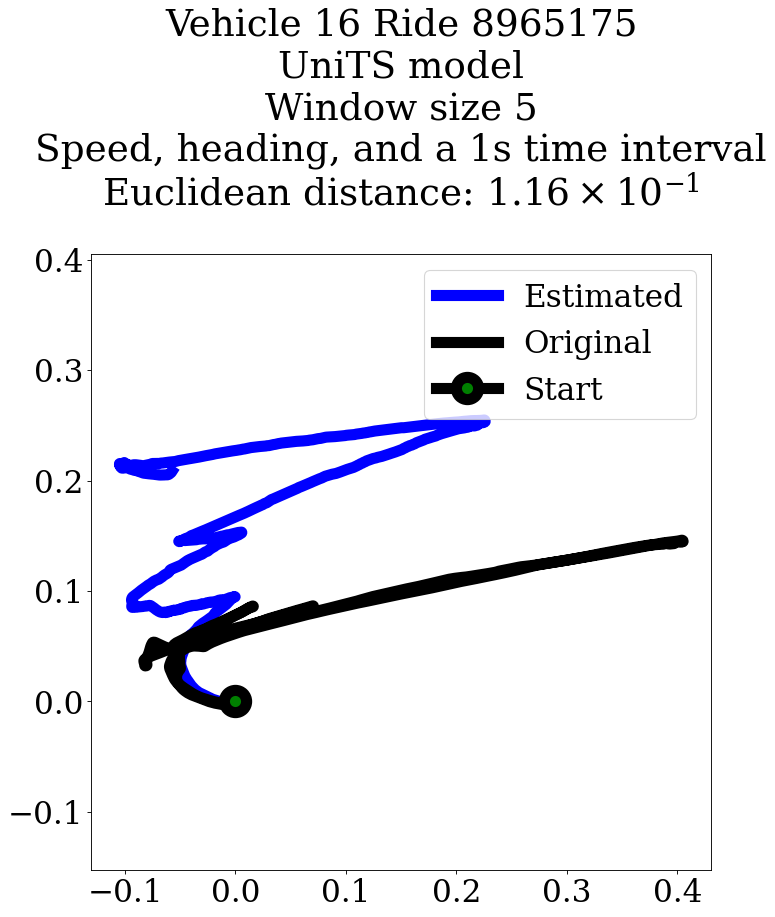 Vehicle 16 Ride 8965175
UniTS model
Window size 5
Speed, heading, and a 1s time interval
Euclidean distance: 1.16 × 10⁻¹
Estimated
Original
Start
0.4
0.3
0.2
0.1
0.0
−0.1
−0.1 0.0 0.1 0.2 0.3 0.4